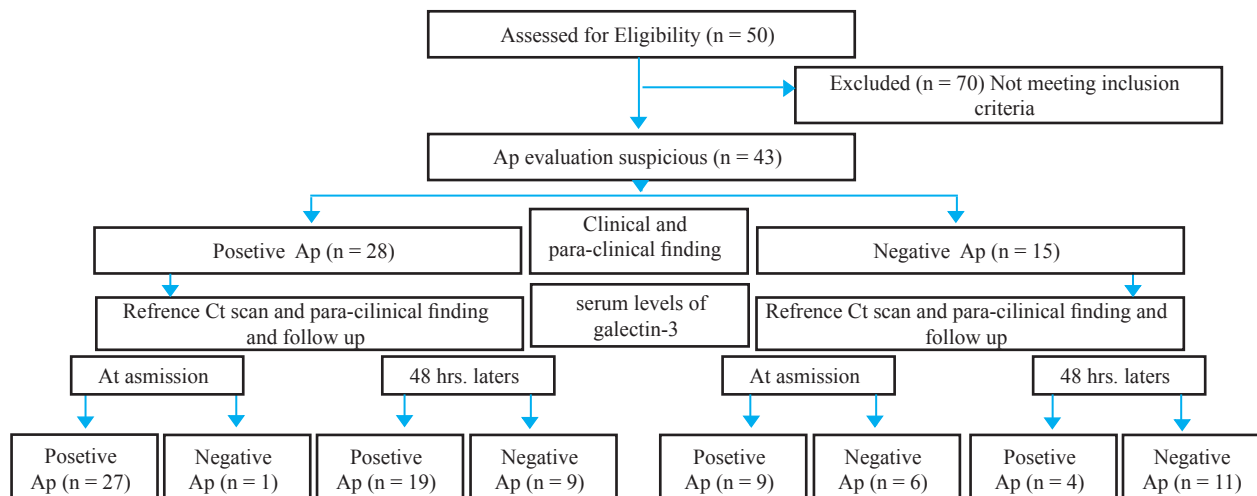 Assessed for Eligibility (n = 50)
Excluded (n = 70) Not meeting inclusion
criteria
Ap evaluation suspicious (n = 43)
Posetive Ap (n = 28)
Clinical and
para-clinical finding
Negative Ap (n = 15)
Refrence Ct scan and para-cilinical finding
and follow up
serum levels of
galectin-3
Refrence Ct scan and para-cilinical finding and
follow up
At asmission
48 hrs. laters
At asmission
48 hrs. laters
Posetive
Ap (n = 27)
Negative
Ap (n = 1)
Posetive
Ap (n = 19)
Negative
Ap (n = 9)
Posetive
Ap (n = 9)
Negative
Ap (n = 6)
Posetive
Ap (n = 4)
Negative
Ap (n = 11)